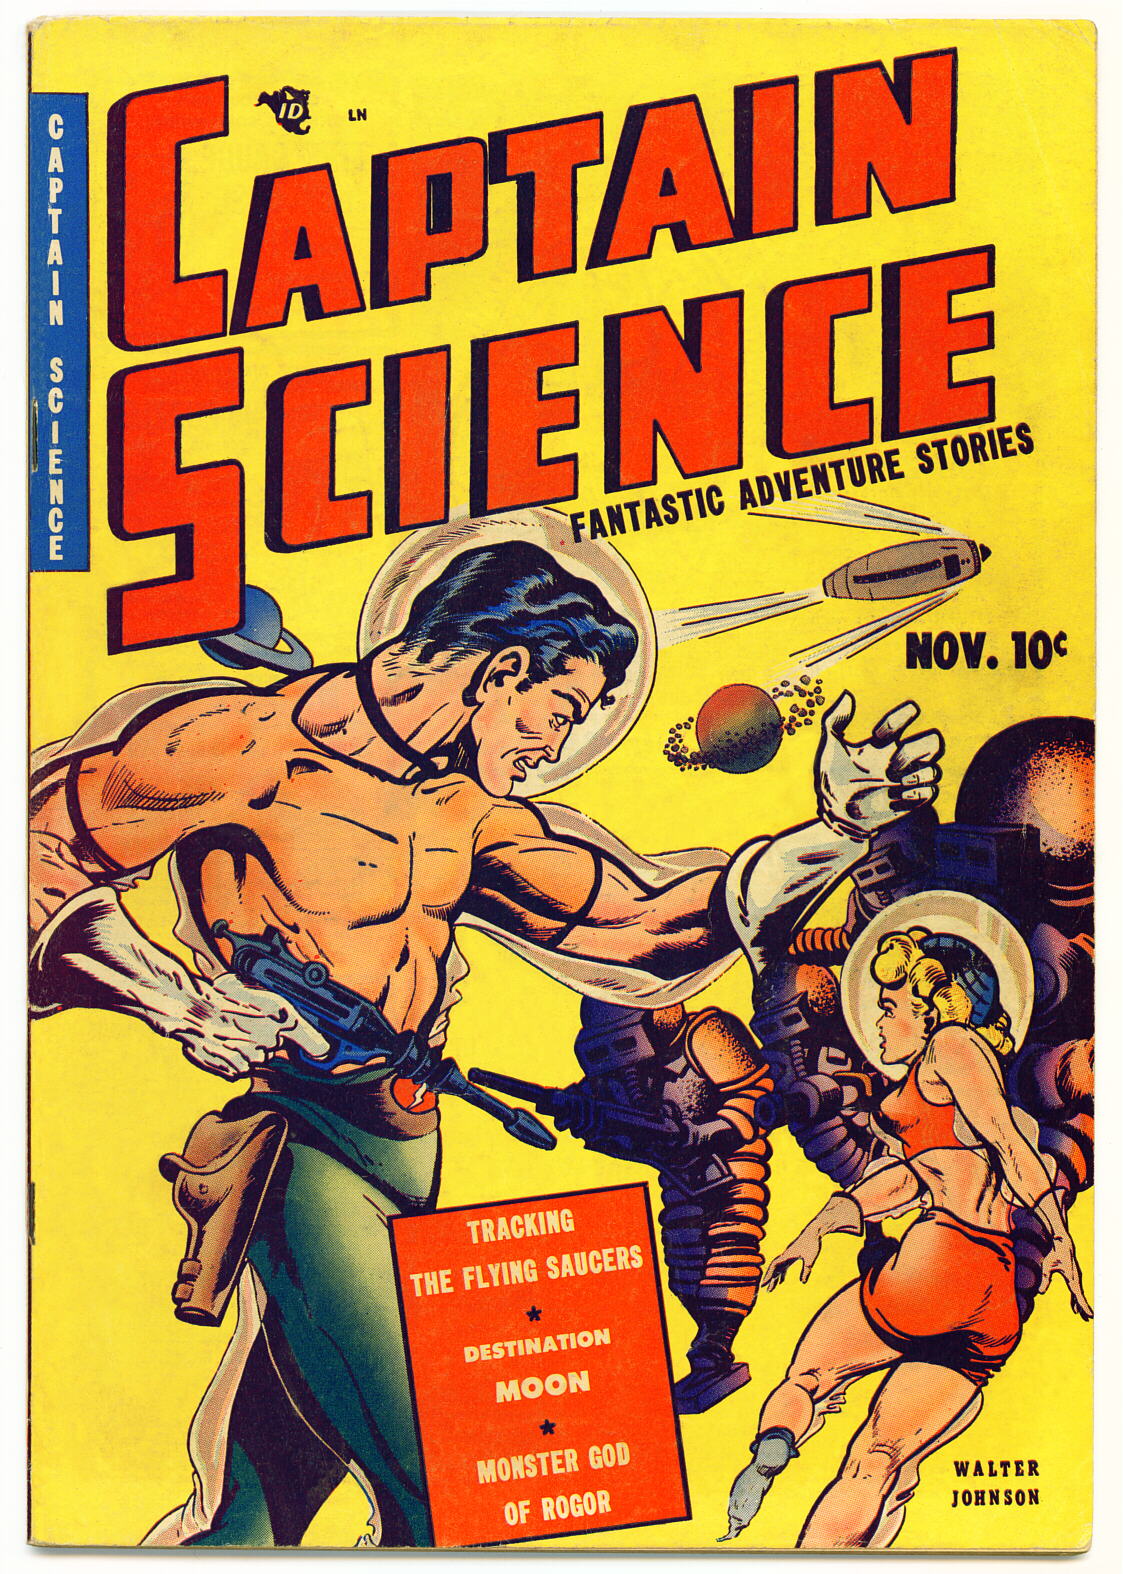 CAPTAIN SCIENCE
ID
LN
CAPTAIN
SCIENCE
FANTASTIC ADVENTURE STORIES
NOV. 10¢
TRACKING
THE FLYING SAUCERS
★
DESTINATION
MOON
★
MONSTER GOD
OF ROGOR
WALTER
JOHNSON